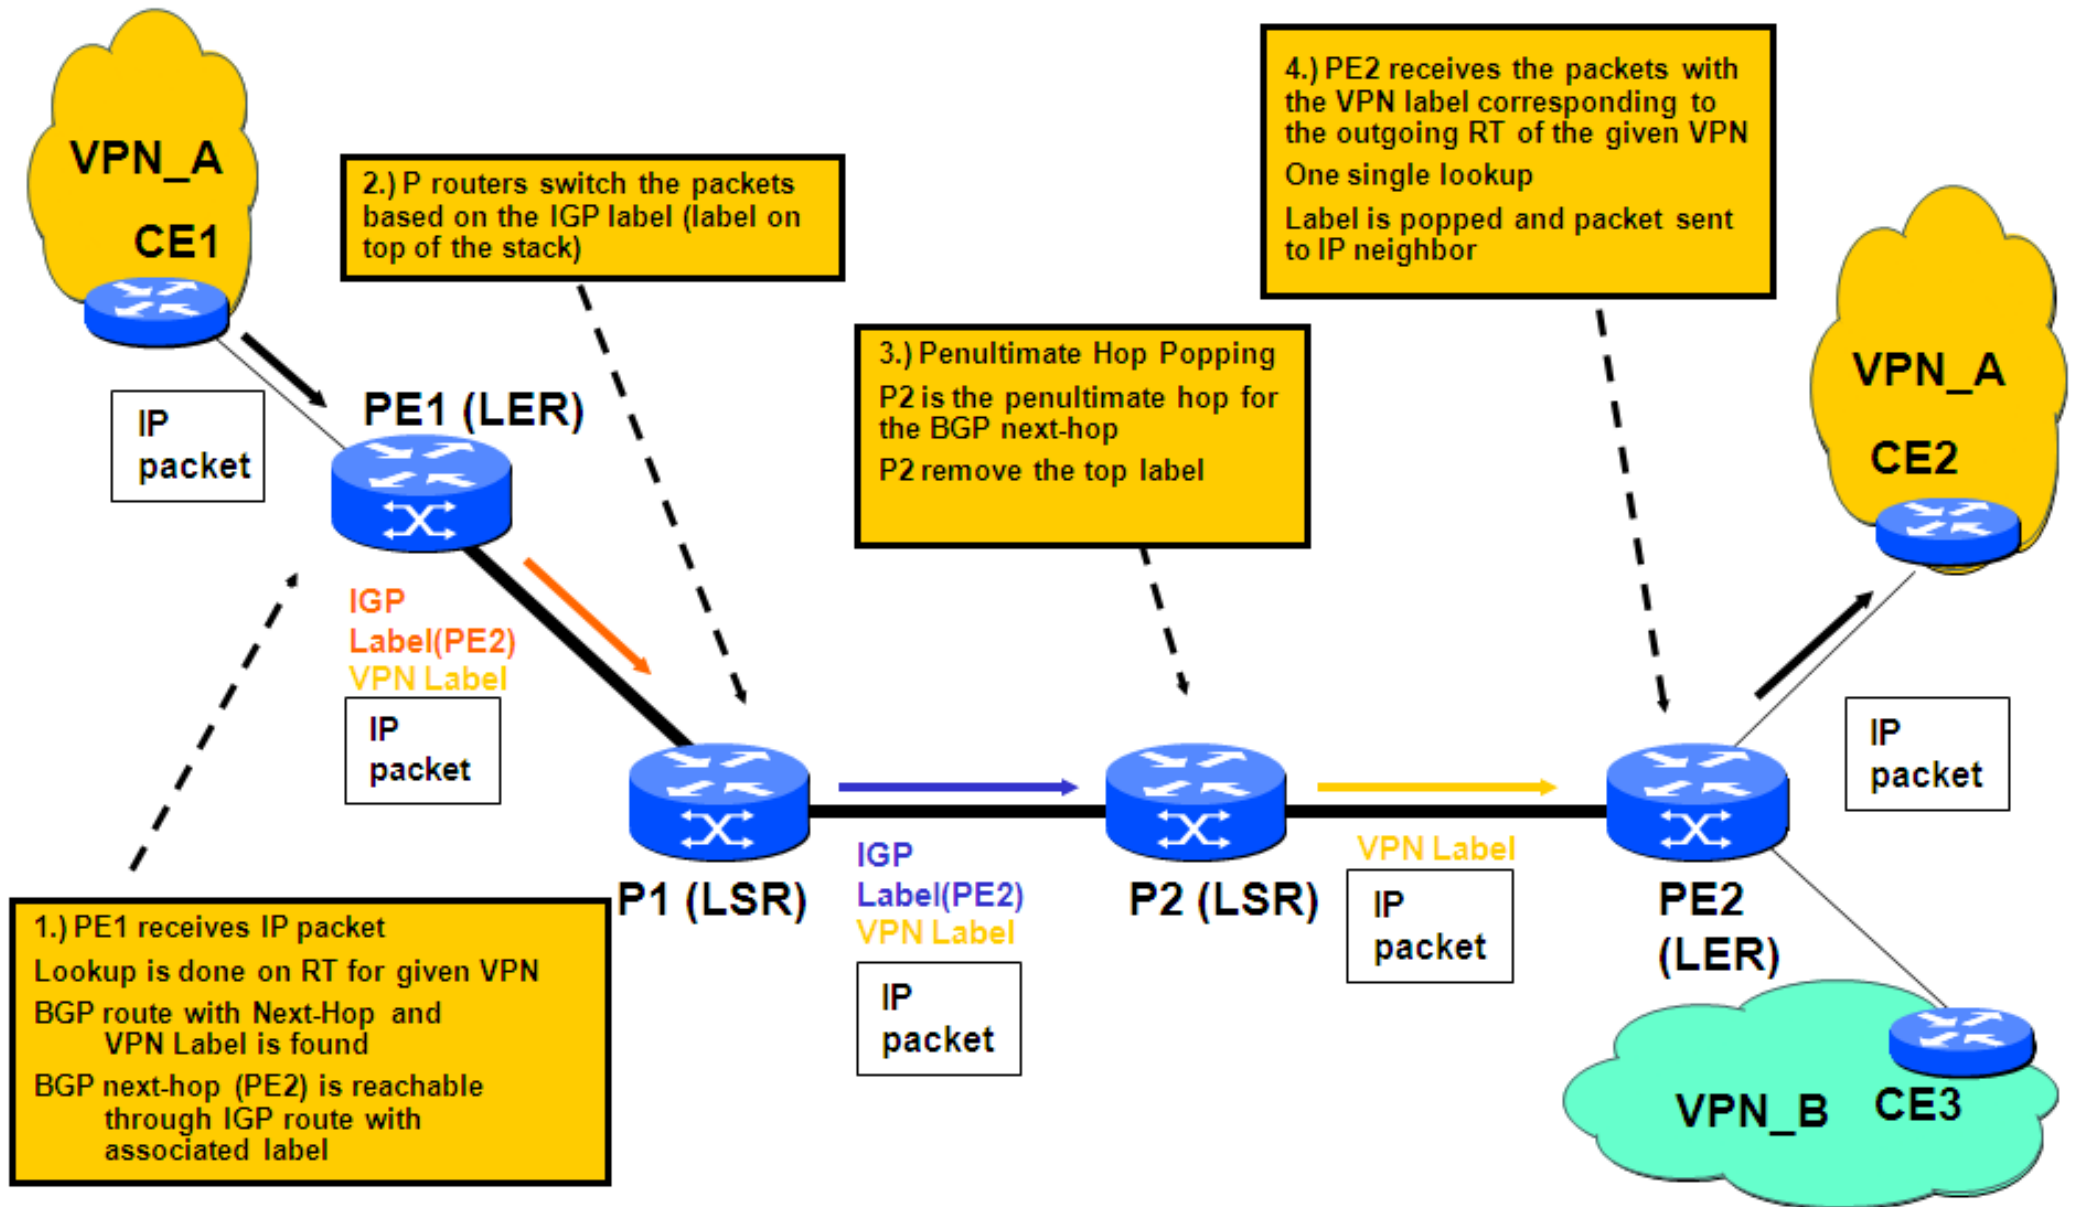 VPN_A
CE1
IP
packet
PE1 (LER)
2.) P routers switch the packets
based on the IGP label (label on
top of the stack)
3.) Penultimate Hop Popping
P2 is the penultimate hop for
the BGP next-hop
P2 remove the top label
4.) PE2 receives the packets with
the VPN label corresponding to
the outgoing RT of the given VPN
One single lookup
Label is popped and packet sent
to IP neighbor
VPN_A
CE2
IGP
Label(PE2)
VPN Label
IP
packet
IP
packet
P1 (LSR)
IGP
Label(PE2)
VPN Label
IP
packet
P2 (LSR)
VPN Label
IP
packet
PE2
(LER)
1.) PE1 receives IP packet
Lookup is done on RT for given VPN
BGP route with Next-Hop and
VPN Label is found
BGP next-hop (PE2) is reachable
through IGP route with
associated label
VPN_B
CE3